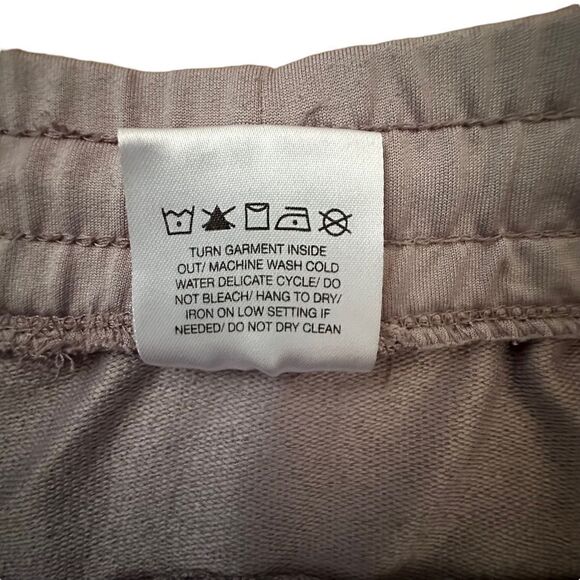 TURN GARMENT INSIDE
OUT/ MACHINE WASH COLD
WATER DELICATE CYCLE/ DO
NOT BLEACH/ HANG TO DRY/
IRON ON LOW SETTING IF
NEEDED/ DO NOT DRY CLEAN